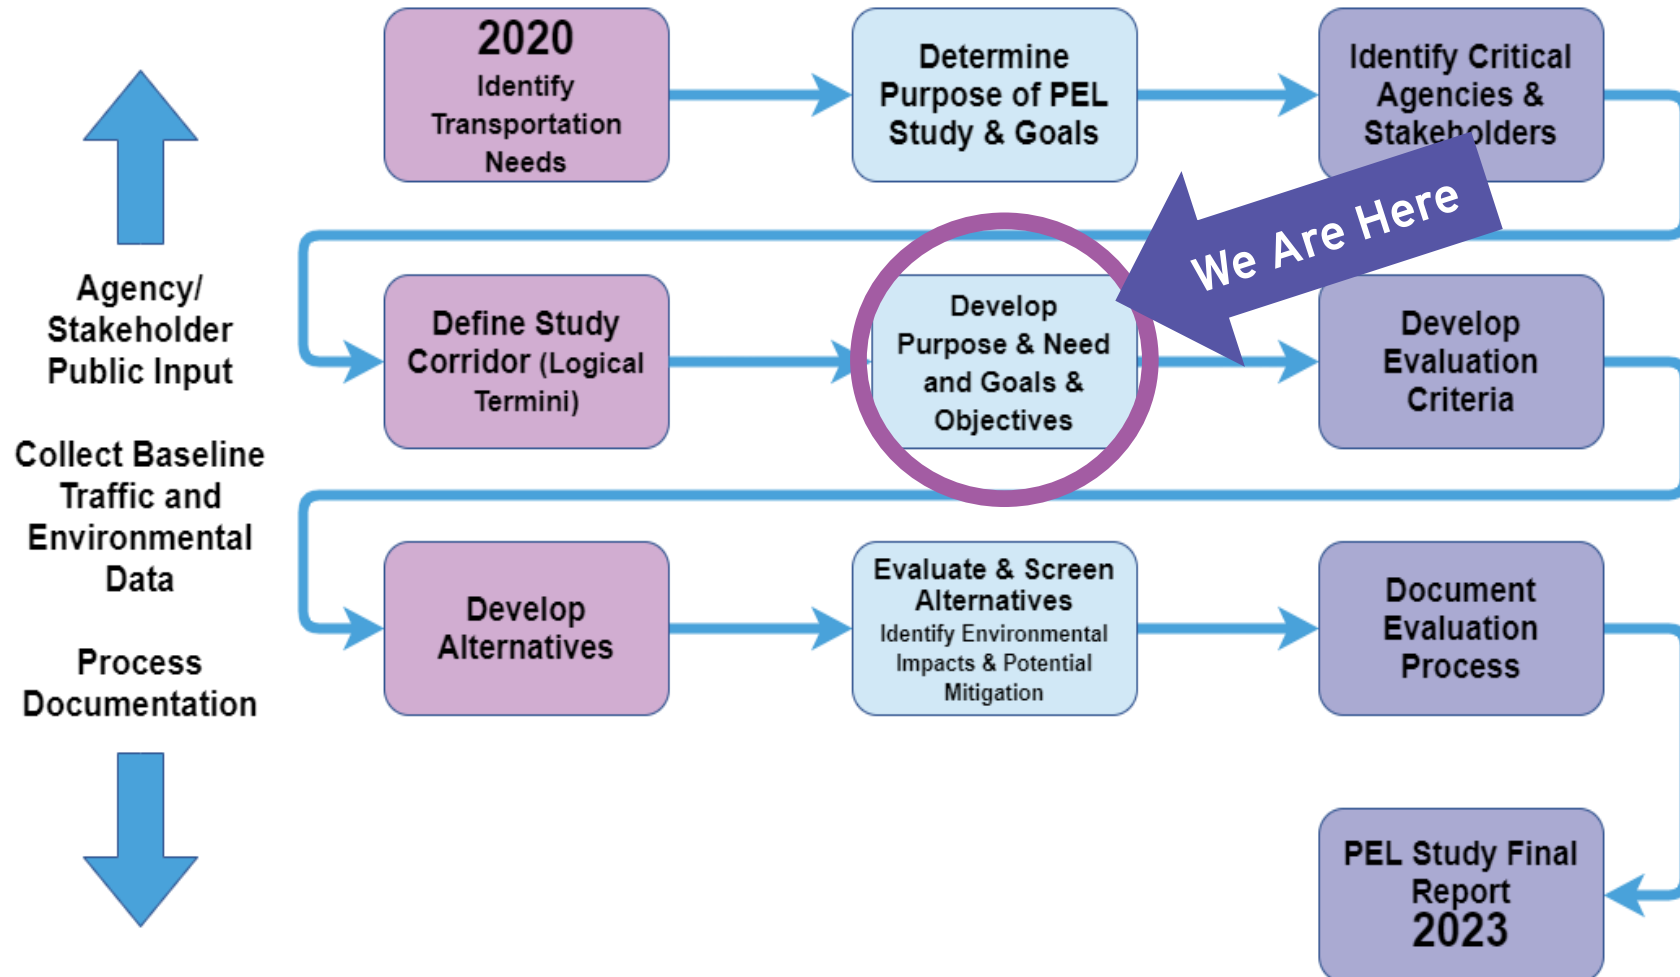 2020
Identify
Transportation
Needs
Determine
Purpose of PEL
Study & Goals
Identify Critical
Agencies &
Stakeholders
We Are Here
Agency/
Stakeholder
Public Input
Collect Baseline
Traffic and
Environmental
Data
Process
Documentation
Define Study
Corridor (Logical
Termini)
Develop
Purpose & Need
and Goals &
Objectives
Develop
Evaluation
Criteria
Develop
Alternatives
Evaluate & Screen
Alternatives
Identify Environmental
Impacts & Potential
Mitigation
Document
Evaluation
Process
PEL Study Final
Report
2023